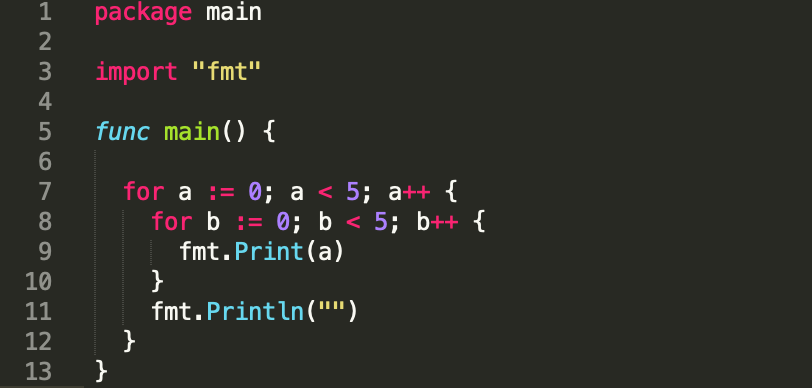 1 package main
2
3 import "fmt"
4
5 func main() {
6
7   for a := 0; a < 5; a++ {
8     for b := 0; b < 5; b++ {
9       fmt.Print(a)
10     }
11     fmt.Println("")
12   }
13 }